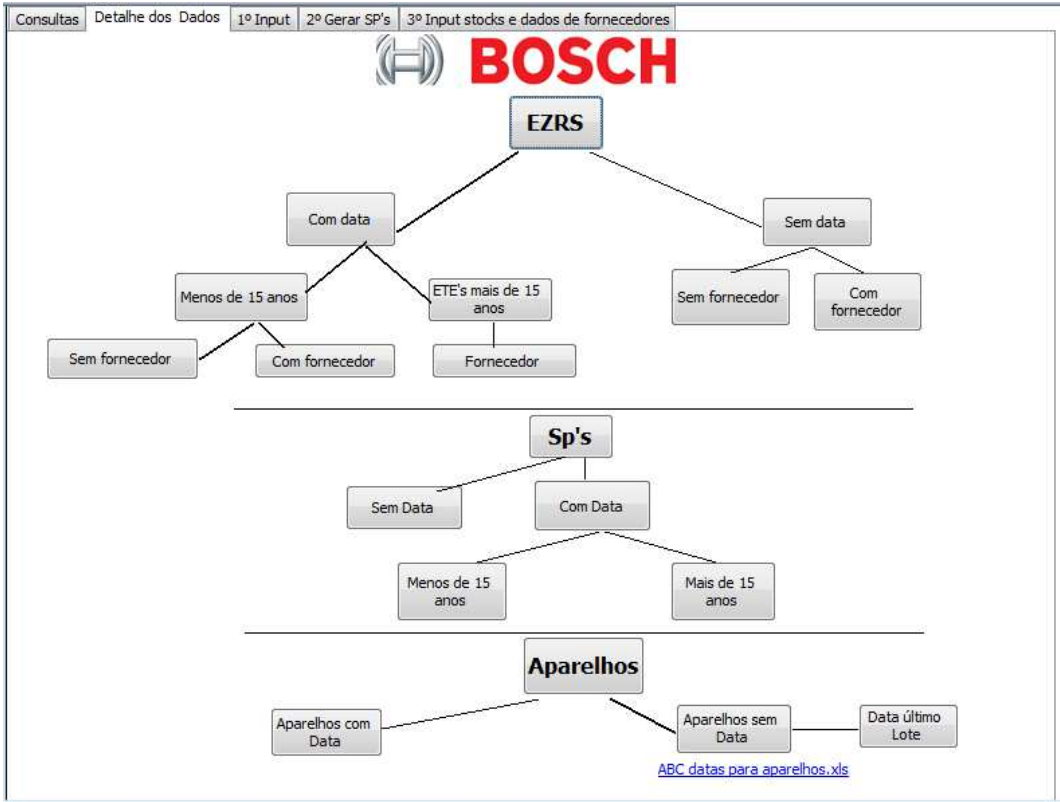 Consultas
Detalhe dos Dados
1º Input
2º Gerar SP's
3º Input stocks e dados de fornecedores
BOSCH
EZRS
Com data
Sem data
Menos de 15 anos
ETE's mais de 15
anos
Sem fornecedor
Com
fornecedor
Sem fornecedor
Com fornecedor
Fornecedor
Sp's
Sem Data
Com Data
Menos de 15
anos
Mais de 15
anos
Aparelhos
Aparelhos com
Data
Aparelhos sem
Data
Data último
Lote
ABC datas para aparelhos.xls